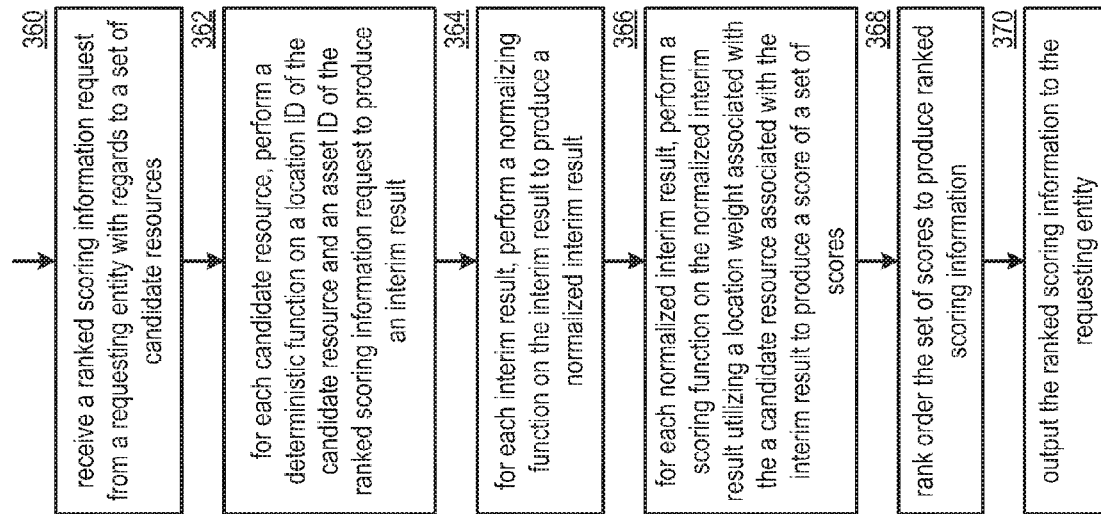 360
receive a ranked scoring information request
from a requesting entity with regards to a set of
candidate resources
362
for each candidate resource, perform a
deterministic function on a location ID of the
candidate resource and an asset ID of the
ranked scoring information request to produce
an interim result
364
for each interim result, perform a normalizing
function on the interim result to produce a
normalized interim result
366
for each normalized interim result, perform a
scoring function on the normalized interim
result utilizing a location weight associated with
the a candidate resource associated with the
interim result to produce a score of a set of
scores
368
rank order the set of scores to produce ranked
scoring information
370
output the ranked scoring information to the
requesting entity